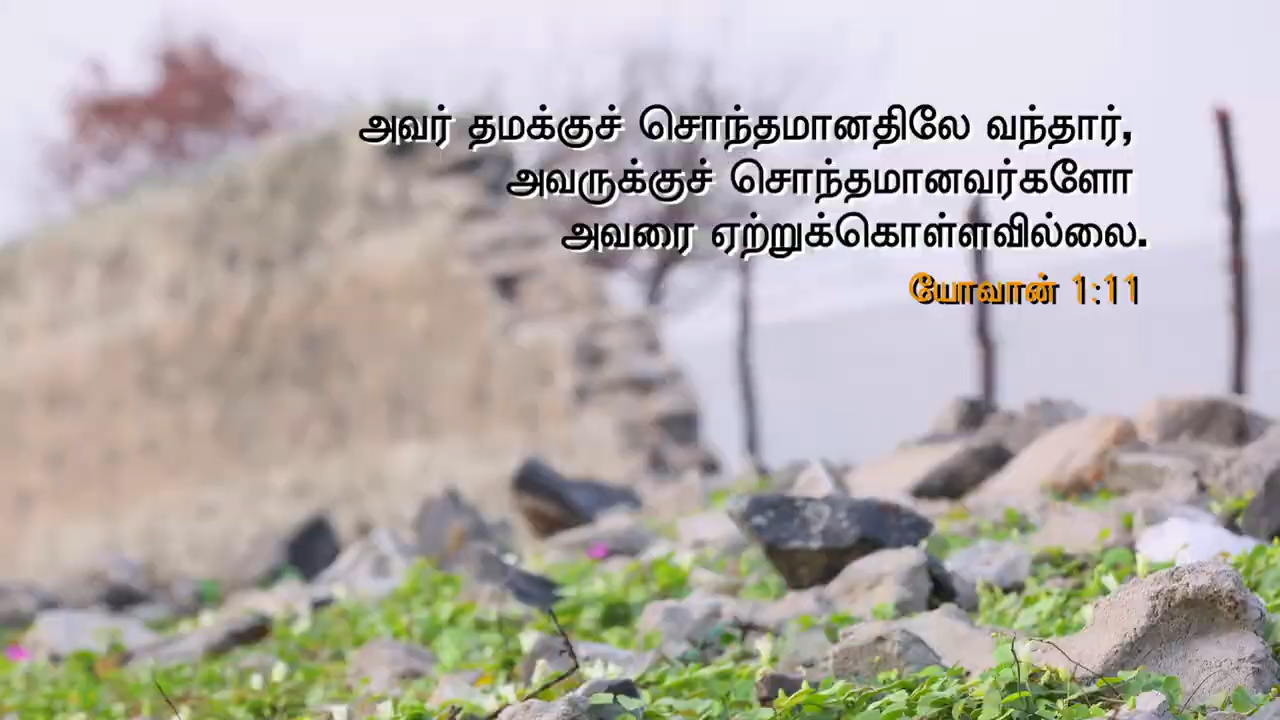 அவர் தமக்குச் சொந்தமானதிலே வந்தார்,
அவருக்குச் சொந்தமானவர்களோ
அவரை ஏற்றுக்கொள்ளவில்லை.
யோவான் 1:11